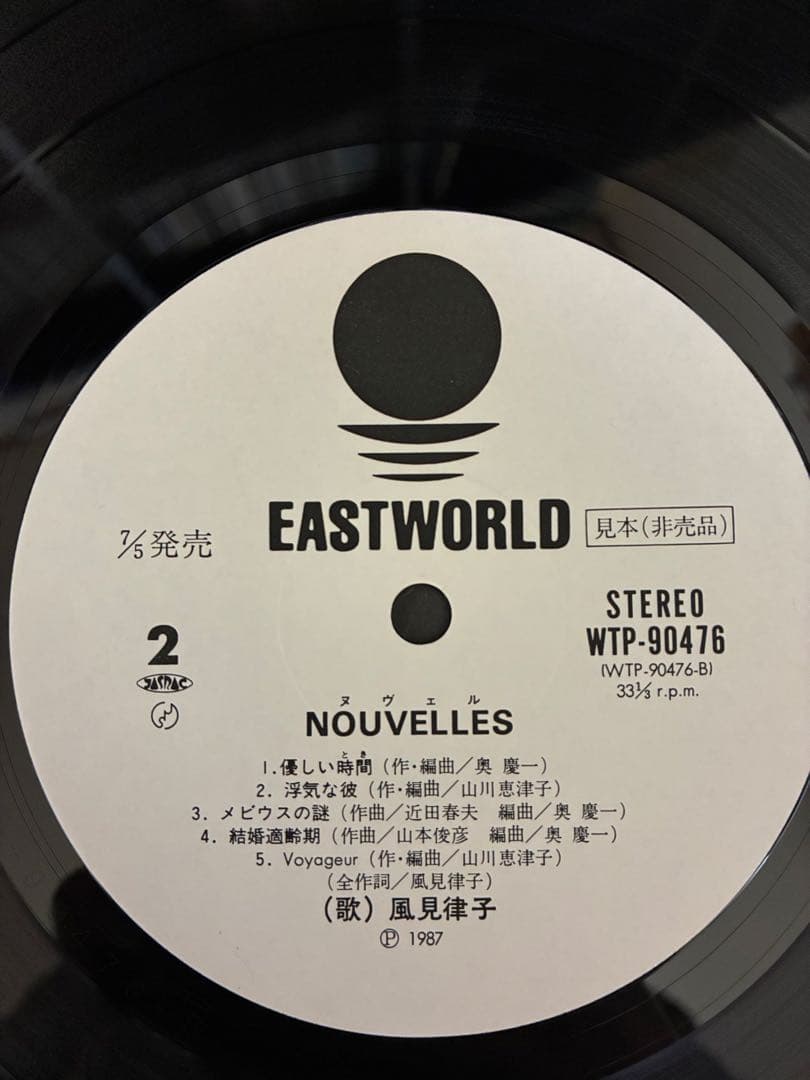 EASTWORLD
見本(非売品)
7/5発売
STEREO
2
WTP-90476
JASRAC
(WTP-90476-B)
33⅓ r.p.m.
ヌヴェル
NOUVELLES
とき
1.優しい時間(作・編曲/奥 慶一)
2. 浮気な彼(作・編曲/山川恵津子)
3. メビウスの謎(作曲/近田春夫 編曲/奥 慶一)
4. 結婚適齢期(作曲/山本俊彦 編曲/奥 慶一)
5. Voyageur(作・編曲/山川恵津子)
(全作詞/風見律子)
(歌)風見律子
Ⓟ 1987